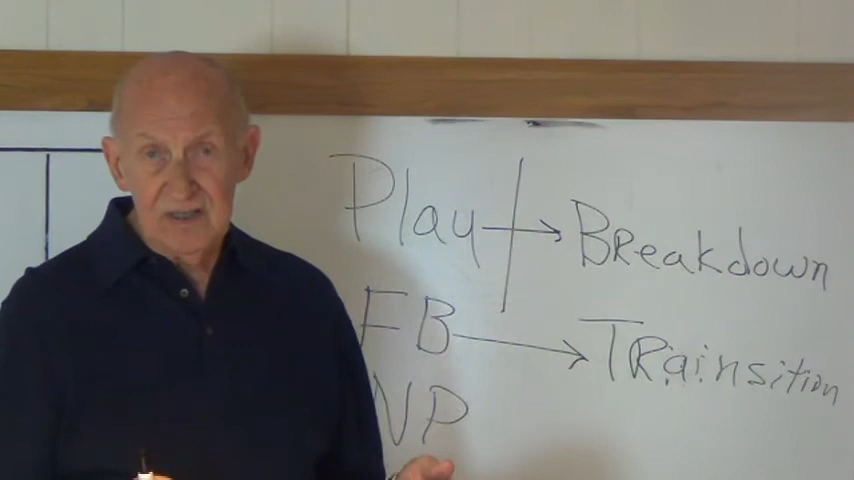 Play → Breakdown
FB → TRainsition
NP